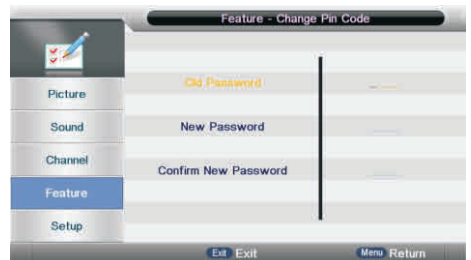 Feature - Change Pin Code
Picture
Sound
Channel
Feature
Setup
Old Password
New Password
Confirm New Password
Exit Exit
Menu Return